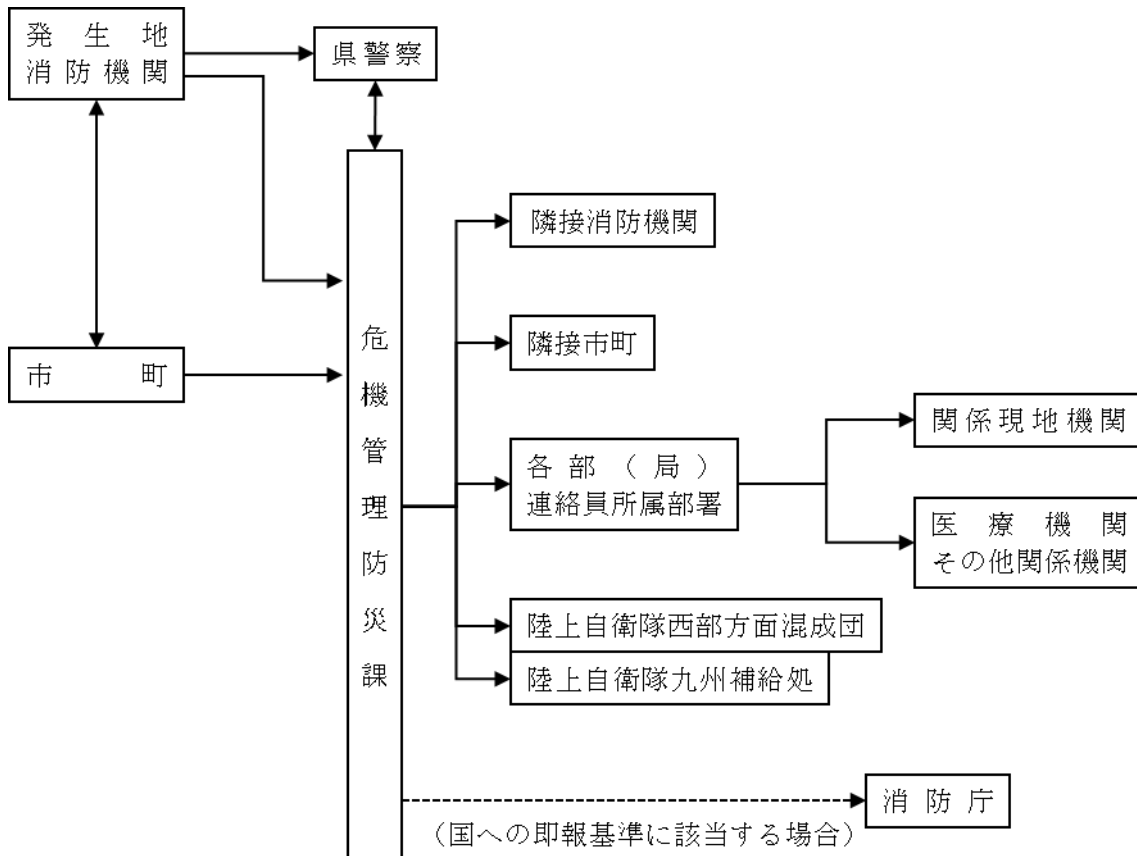 発生地
消防機関
県警察
隣接消防機関
隣接市町
市町
危機管理防災課
関係現地機関
各部（局）
連絡員所属部署
医療機関
その他関係機関
陸上自衛隊西部方面混成団
陸上自衛隊九州補給処
消防庁
（国への即報基準に該当する場合）